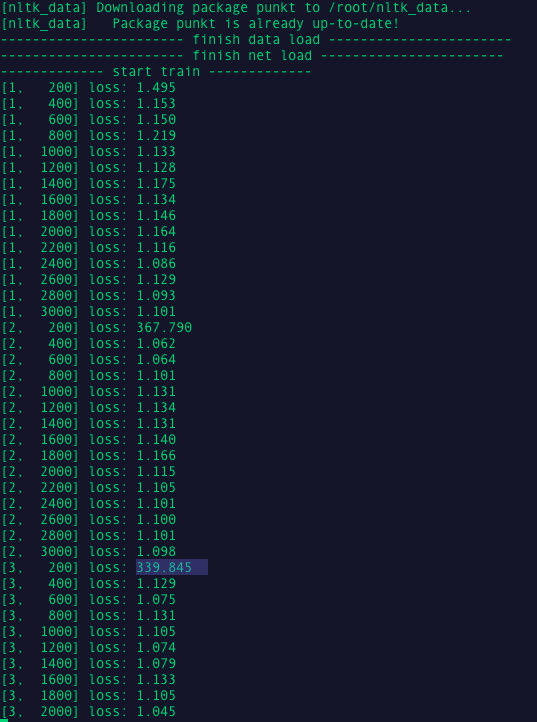 [nltk_data] Downloading package punkt to /root/nltk_data...
[nltk_data]   Package punkt is already up-to-date!
----------------------- finish data load -----------------------
----------------------- finish net load -----------------------
------------- start train -------------
[1,   200] loss: 1.495
[1,   400] loss: 1.153
[1,   600] loss: 1.150
[1,   800] loss: 1.219
[1,  1000] loss: 1.133
[1,  1200] loss: 1.128
[1,  1400] loss: 1.175
[1,  1600] loss: 1.134
[1,  1800] loss: 1.146
[1,  2000] loss: 1.164
[1,  2200] loss: 1.116
[1,  2400] loss: 1.086
[1,  2600] loss: 1.129
[1,  2800] loss: 1.093
[1,  3000] loss: 1.101
[2,   200] loss: 367.790
[2,   400] loss: 1.062
[2,   600] loss: 1.064
[2,   800] loss: 1.101
[2,  1000] loss: 1.131
[2,  1200] loss: 1.134
[2,  1400] loss: 1.131
[2,  1600] loss: 1.140
[2,  1800] loss: 1.166
[2,  2000] loss: 1.115
[2,  2200] loss: 1.105
[2,  2400] loss: 1.101
[2,  2600] loss: 1.100
[2,  2800] loss: 1.101
[2,  3000] loss: 1.098
[3,   200] loss: 339.845
[3,   400] loss: 1.129
[3,   600] loss: 1.075
[3,   800] loss: 1.131
[3,  1000] loss: 1.105
[3,  1200] loss: 1.074
[3,  1400] loss: 1.079
[3,  1600] loss: 1.133
[3,  1800] loss: 1.105
[3,  2000] loss: 1.045